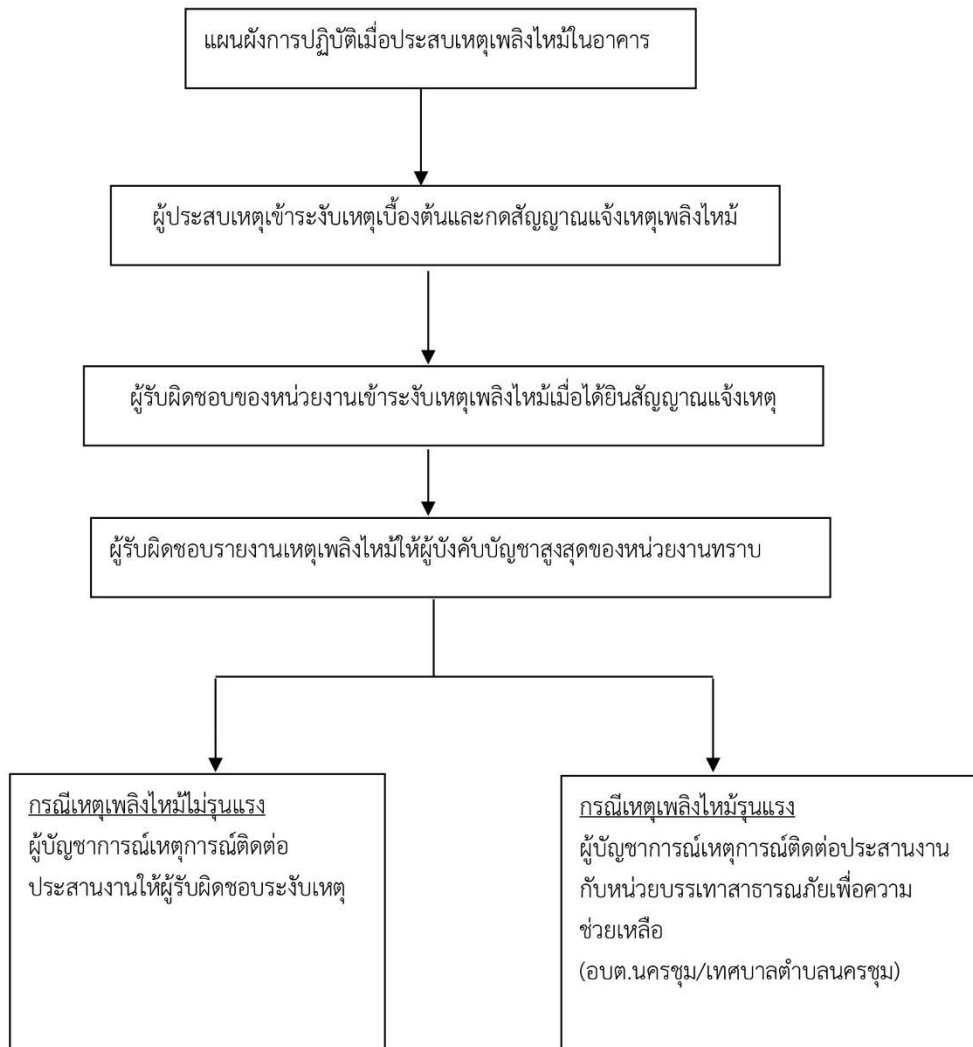 แผนผังการปฏิบัติเมื่อประสบเหตุเพลิงไหม้ในอาคาร
ผู้ประสบเหตุเข้าระงับเหตุเบื้องต้นและกดสัญญาณแจ้งเหตุเพลิงไหม้
ผู้รับผิดชอบของหน่วยงานเข้าระงับเหตุเพลิงไหม้เมื่อได้ยินสัญญาณแจ้งเหตุ
ผู้รับผิดชอบรายงานเหตุเพลิงไหม้ให้ผู้บังคับบัญชาสูงสุดของหน่วยงานทราบ
กรณีเหตุเพลิงไหม้ไม่รุนแรง
ผู้บัญชาการณ์เหตุการณ์ติดต่อ
ประสานงานให้ผู้รับผิดชอบระงับเหตุ
กรณีเหตุเพลิงไหม้รุนแรง
ผู้บัญชาการณ์เหตุการณ์ติดต่อประสานงาน
กับหน่วยบรรเทาสาธารณภัยเพื่อความ
ช่วยเหลือ
(อบต.นครชุม/เทศบาลตำบลนครชุม)